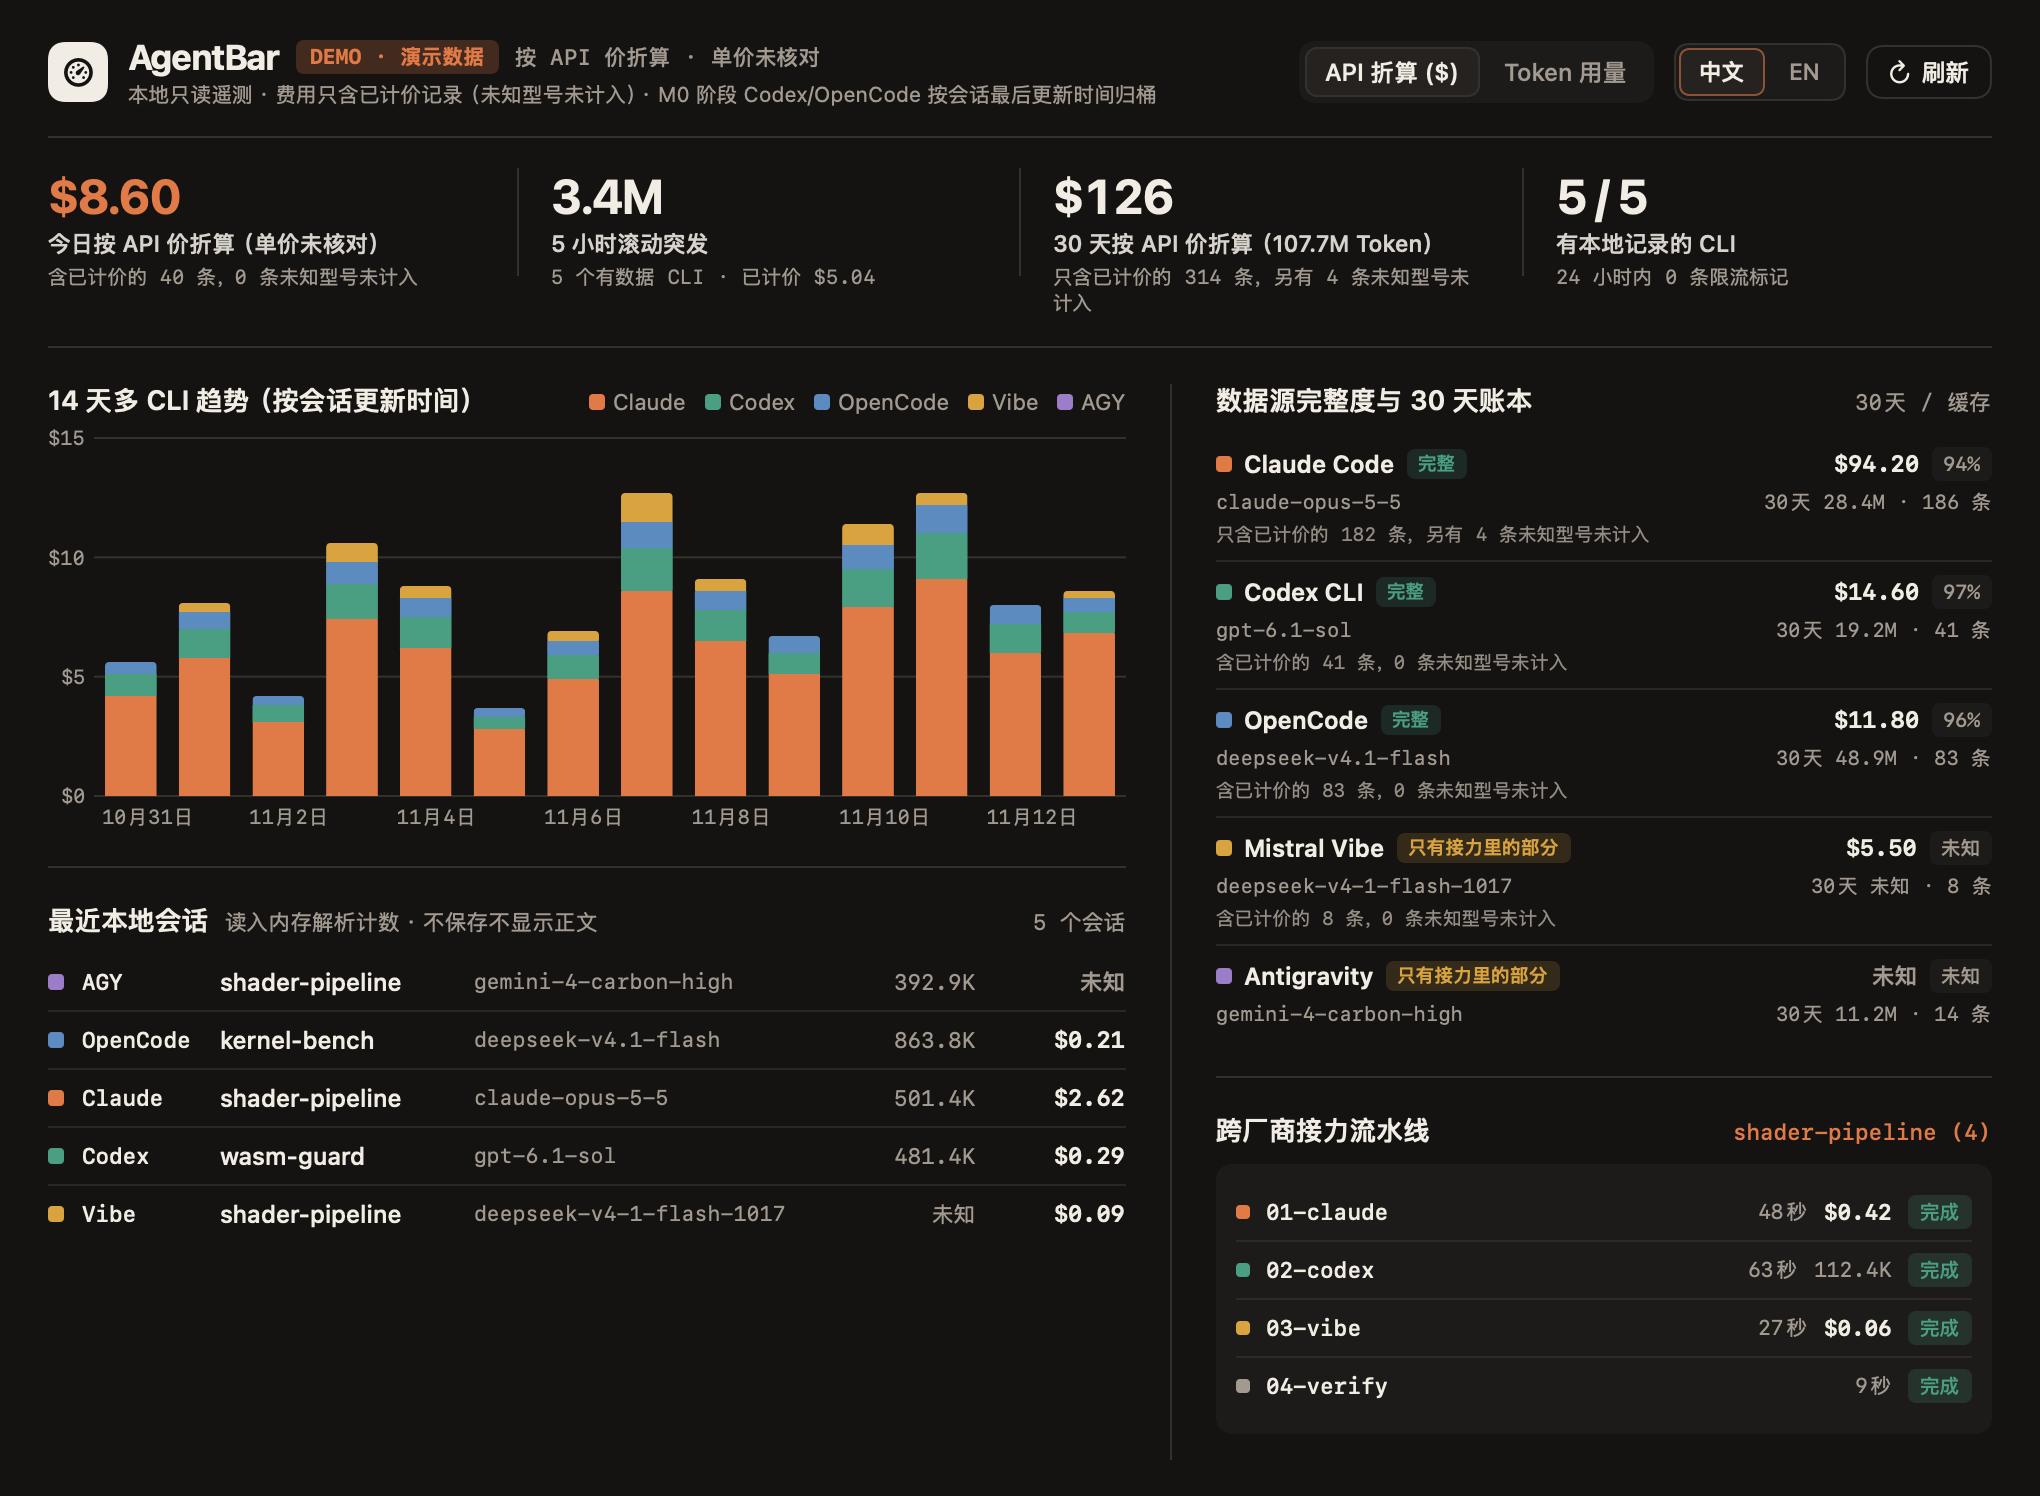 AgentBar DEMO · 演示数据 按 API 价折算 · 单价未核对
本地只读遥测 · 费用只含已计价记录（未知型号未计入）· M0 阶段 Codex/OpenCode 按会话最后更新时间归桶
API 折算 ($) Token 用量 中文 EN 刷新
$8.60
今日按 API 价折算（单价未核对）
含已计价的 40 条, 0 条未知型号未计入
3.4M
5 小时滚动突发
5 个有数据 CLI · 已计价 $5.04
$126
30 天按 API 价折算（107.7M Token）
只含已计价的 314 条, 另有 4 条未知型号未
计入
5/5
有本地记录的 CLI
24 小时内 0 条限流标记
14 天多 CLI 趋势（按会话更新时间）
Claude Codex OpenCode Vibe AGY
$15
$10
$5
$0
10月31日 11月2日 11月4日 11月6日 11月8日 11月10日 11月12日
最近本地会话 读入内存解析计数 · 不保存不显示正文 5 个会话
AGY shader-pipeline gemini-4-carbon-high 392.9K 未知
OpenCode kernel-bench deepseek-v4.1-flash 863.8K $0.21
Claude shader-pipeline claude-opus-5-5 501.4K $2.62
Codex wasm-guard gpt-6.1-sol 481.4K $0.29
Vibe shader-pipeline deepseek-v4-1-flash-1017 未知 $0.09
数据源完整度与 30 天账本 30天 / 缓存
Claude Code 完整 $94.20 94%
claude-opus-5-5 30天 28.4M · 186 条
只含已计价的 182 条, 另有 4 条未知型号未计入
Codex CLI 完整 $14.60 97%
gpt-6.1-sol 30天 19.2M · 41 条
含已计价的 41 条, 0 条未知型号未计入
OpenCode 完整 $11.80 96%
deepseek-v4.1-flash 30天 48.9M · 83 条
含已计价的 83 条, 0 条未知型号未计入
Mistral Vibe 只有接力里的部分 $5.50 未知
deepseek-v4-1-flash-1017 30天 未知 · 8 条
含已计价的 8 条, 0 条未知型号未计入
Antigravity 只有接力里的部分 未知 未知
gemini-4-carbon-high 30天 11.2M · 14 条
跨厂商接力流水线 shader-pipeline (4)
01-claude 48秒 $0.42 完成
02-codex 63秒 112.4K 完成
03-vibe 27秒 $0.06 完成
04-verify 9秒 完成